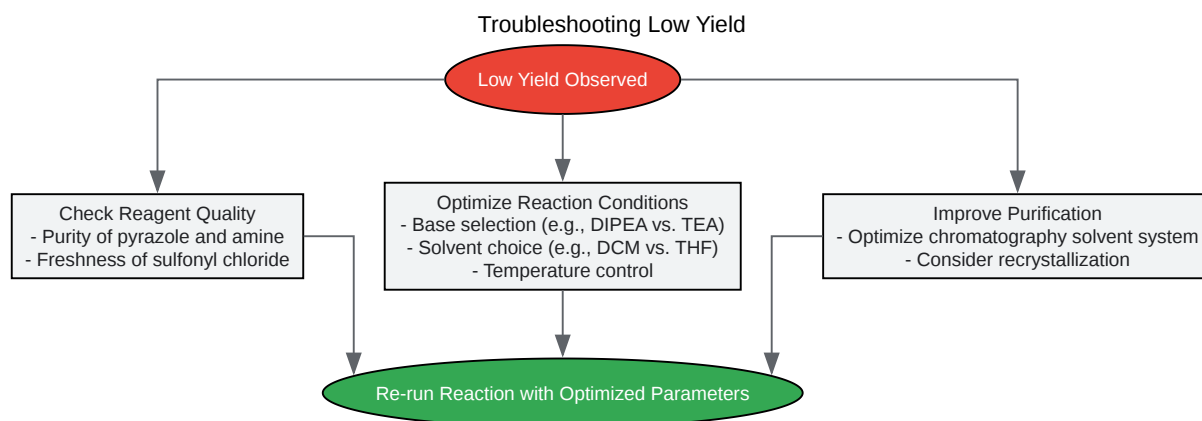 Troubleshooting Low Yield
Low Yield Observed
Check Reagent Quality
- Purity of pyrazole and amine
- Freshness of sulfonyl chloride
Optimize Reaction Conditions
- Base selection (e.g., DIPEA vs. TEA)
- Solvent choice (e.g., DCM vs. THF)
- Temperature control
Improve Purification
- Optimize chromatography solvent system
- Consider recrystallization
Re-run Reaction with Optimized Parameters